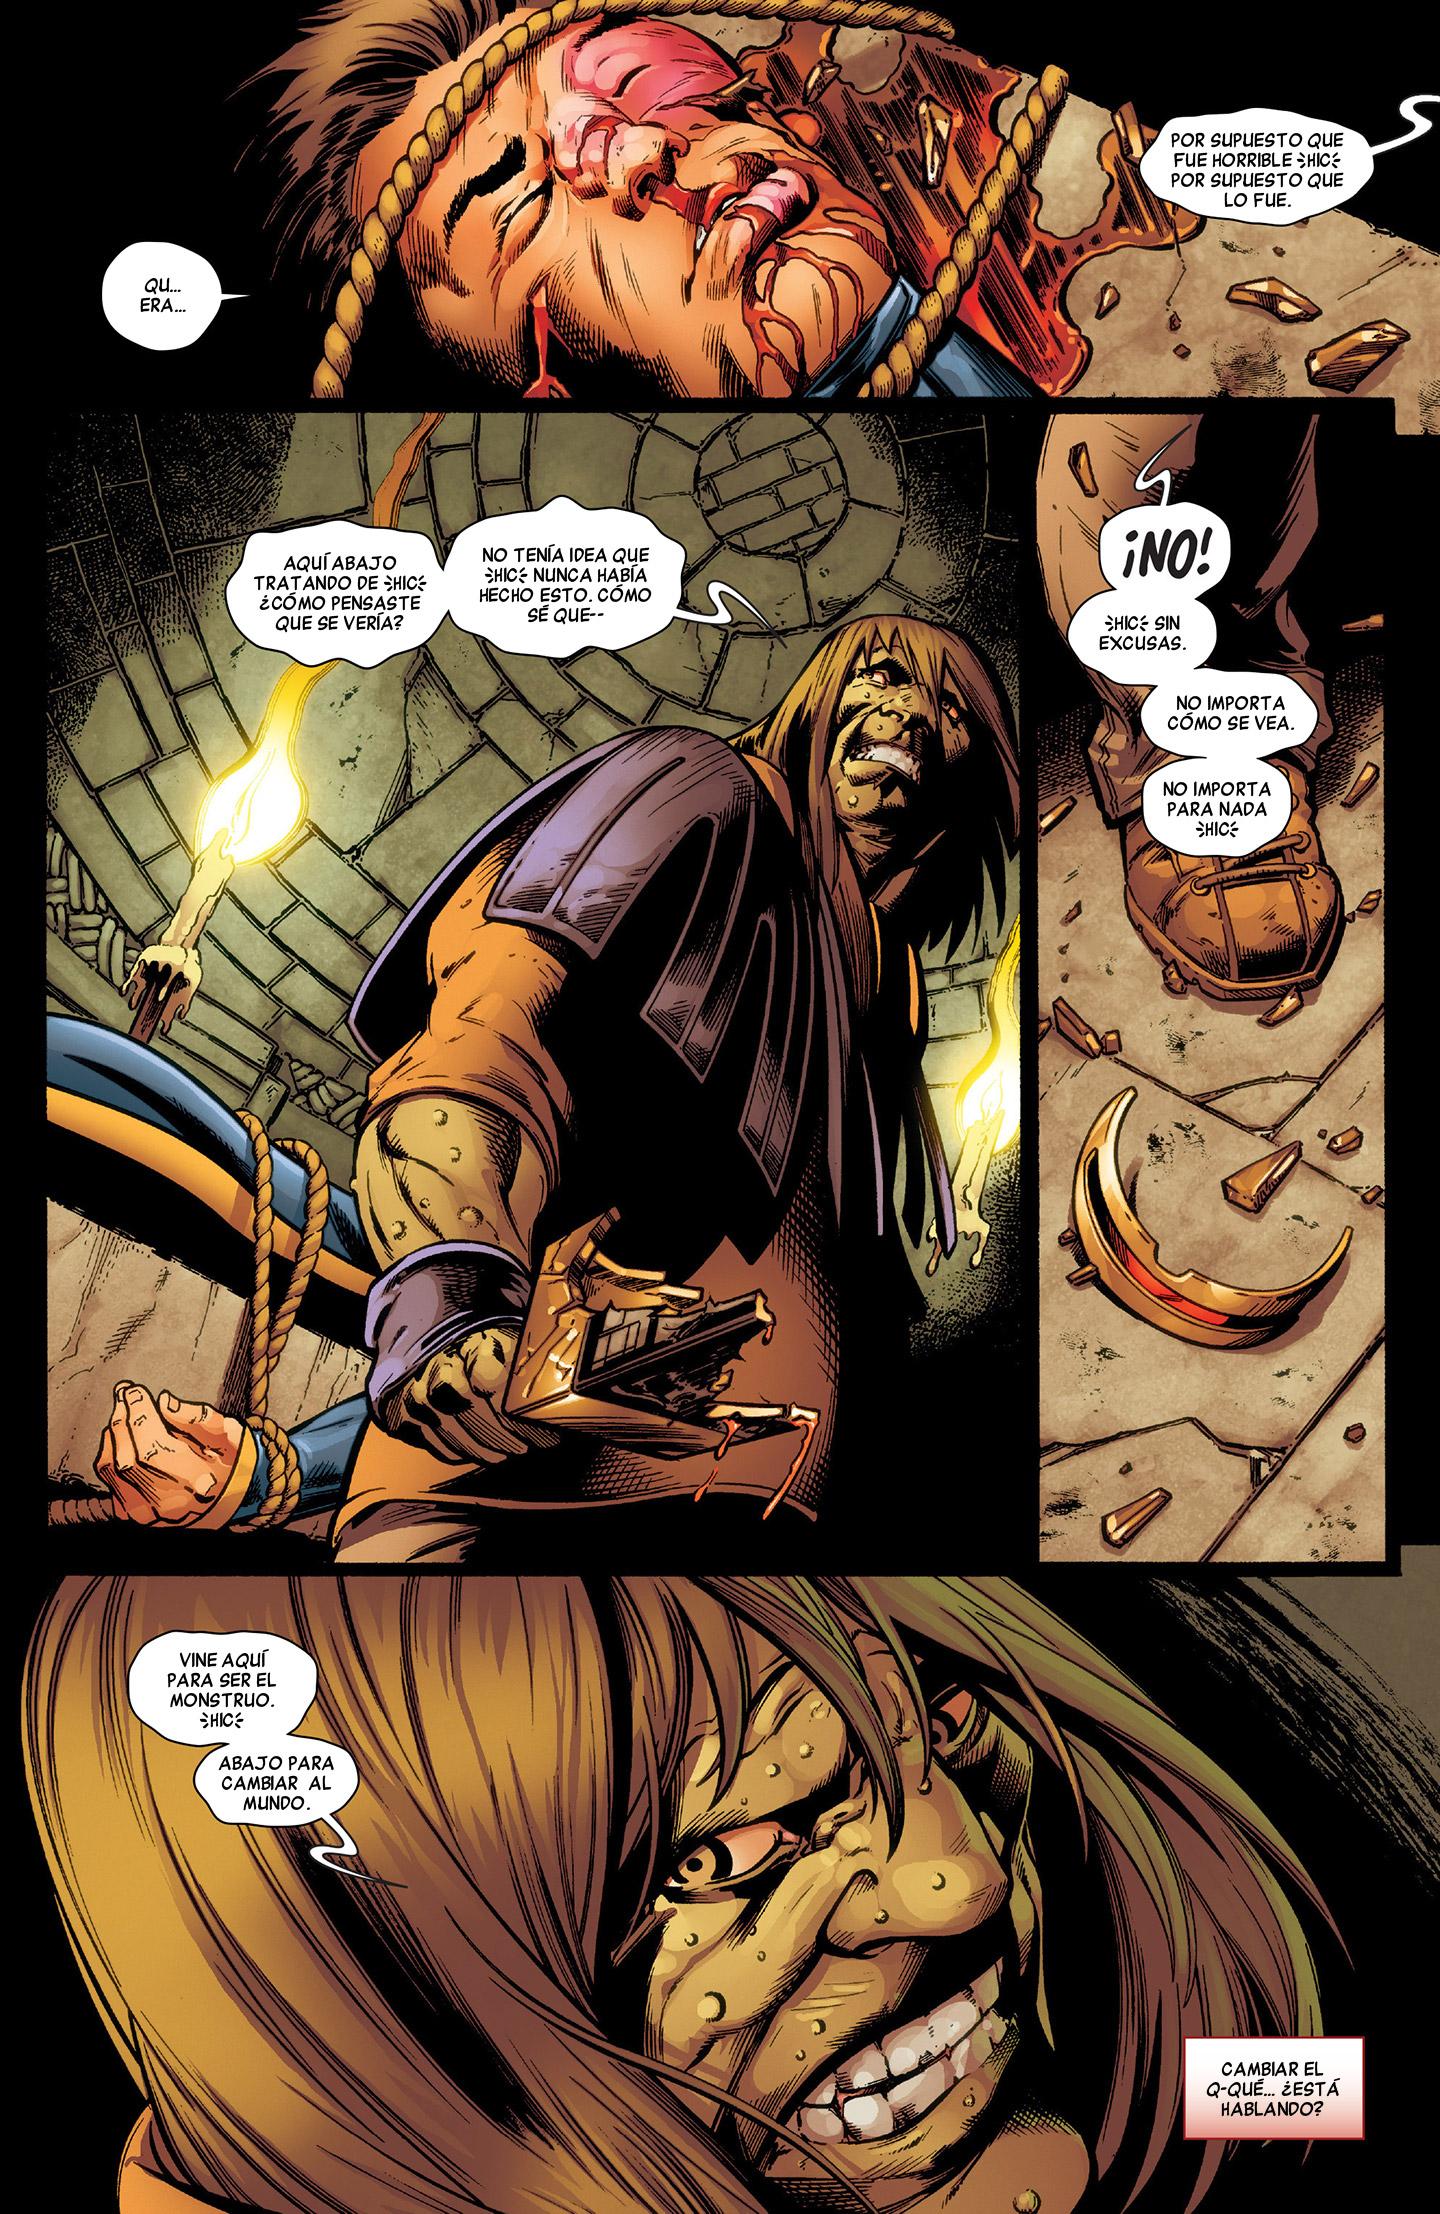 QU...
ERA...
POR SUPUESTO QUE
FUE HORRIBLE HIC
POR SUPUESTO QUE
LO FUE.
AQUÍ ABAJO
TRATANDO DE HIC
¿CÓMO PENSASTE
QUE SE VERÍA?
NO TENÍA IDEA QUE
HIC NUNCA HABÍA
HECHO ESTO. CÓMO
SÉ QUE--
¡NO!
HIC SIN
EXCUSAS.
NO IMPORTA
CÓMO SE VEA.
NO IMPORTA
PARA NADA
HIC
VINE AQUÍ
PARA SER EL
MONSTRUO.
HIC
ABAJO PARA
CAMBIAR AL
MUNDO.
CAMBIAR EL
Q-QUÉ... ¿ESTÁ
HABLANDO?